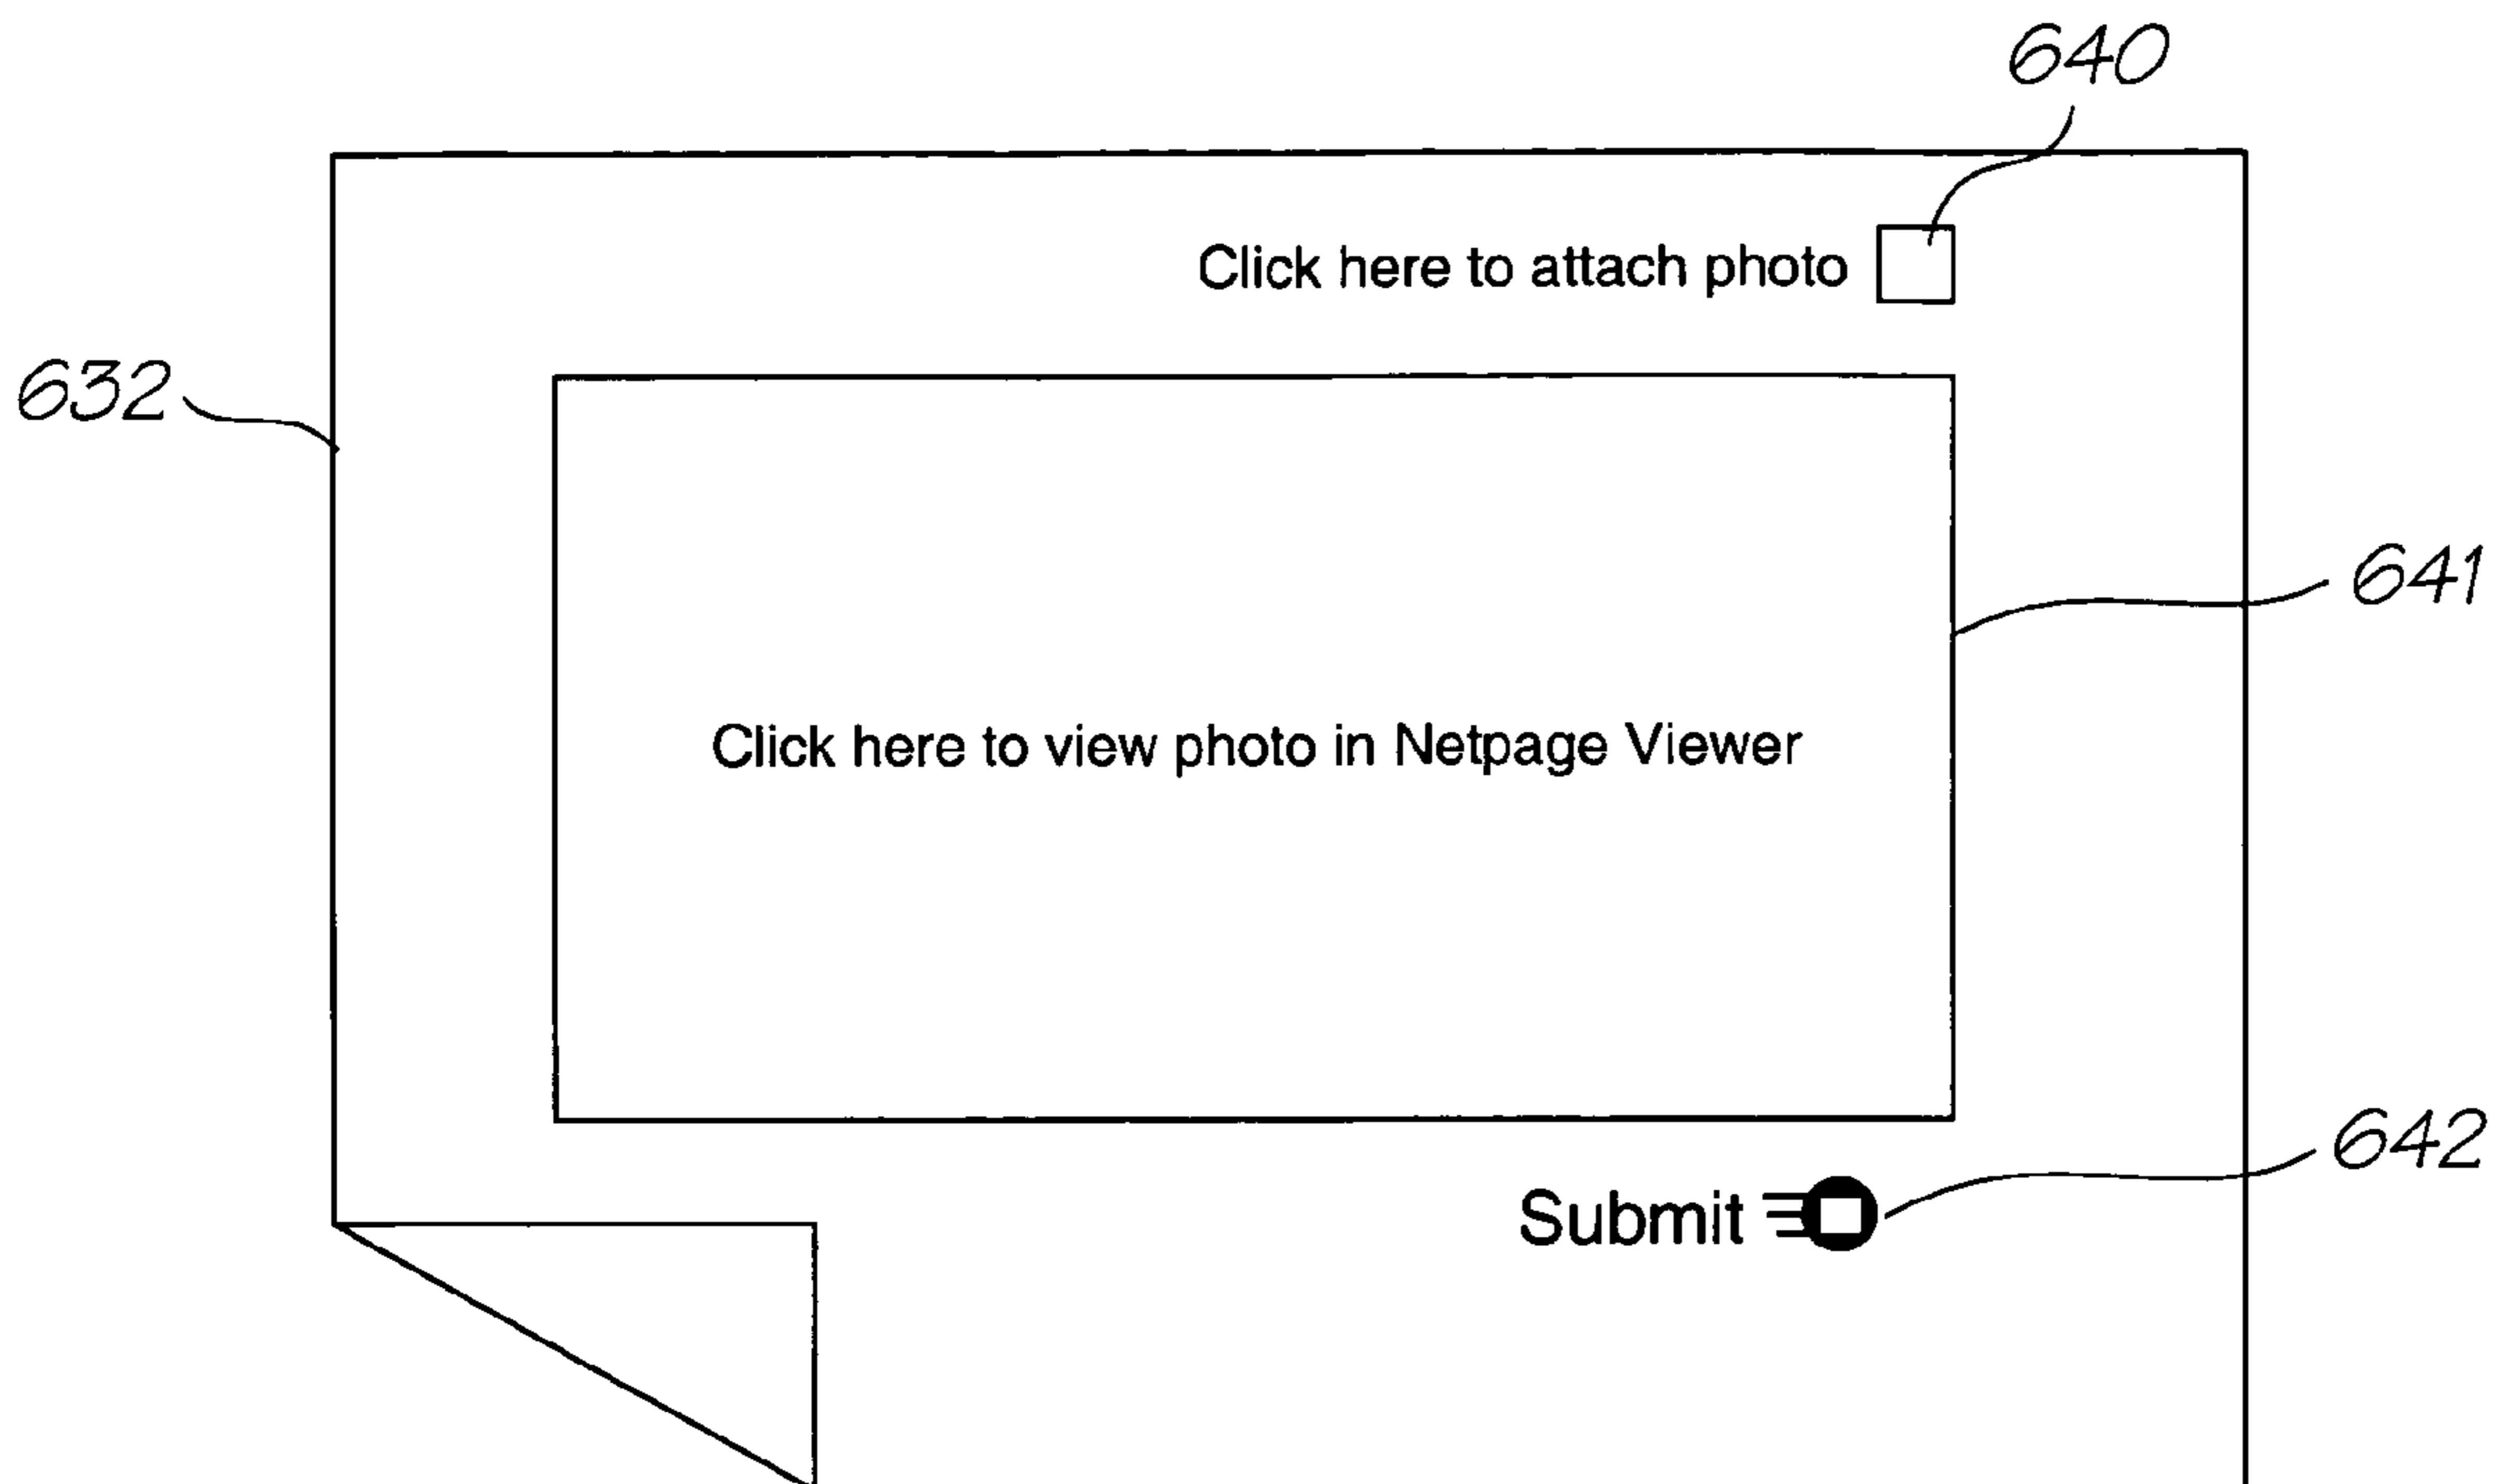 640
Click here to attach photo
632
641
Click here to view photo in Netpage Viewer
642
Submit